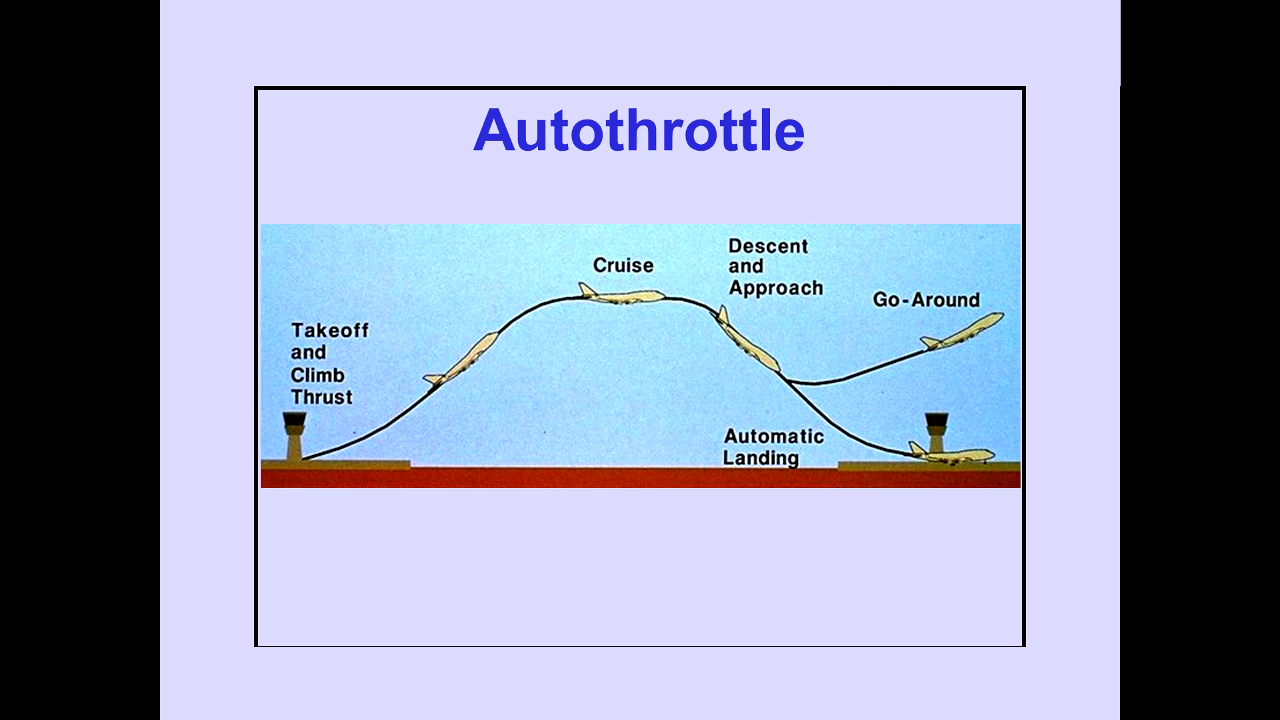 Autothrottle
Takeoff
and
Climb
Thrust
Cruise
Descent
and
Approach
Go-Around
Automatic
Landing